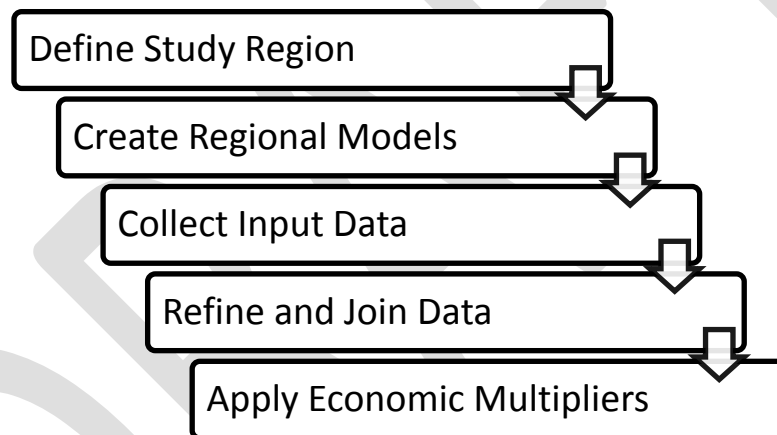 Define Study Region
Create Regional Models
Collect Input Data
Refine and Join Data
Apply Economic Multipliers